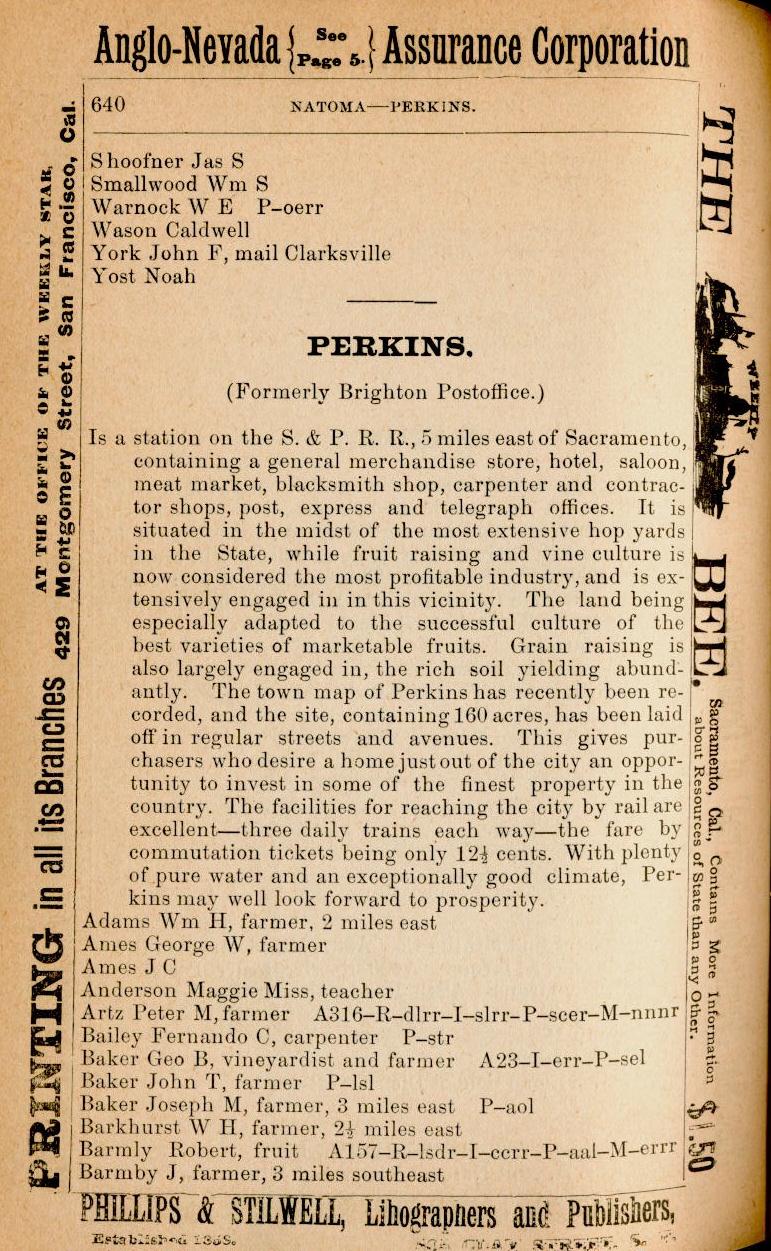 Anglo-Nevada { See Page 5. } Assurance Corporation
640 NATOMA—PERKINS.
Shoofner Jas S
Smallwood Wm S
Warnock W E P-oerr
Wason Caldwell
York John F, mail Clarksville
Yost Noah
PERKINS.
(Formerly Brighton Postoffice.)
Is a station on the S. & P. R. R., 5 miles east of Sacramento,
containing a general merchandise store, hotel, saloon,
meat market, blacksmith shop, carpenter and contrac-
tor shops, post, express and telegraph offices. It is
situated in the midst of the most extensive hop yards
in the State, while fruit raising and vine culture is
now considered the most profitable industry, and is ex-
tensively engaged in in this vicinity. The land being
especially adapted to the successful culture of the
best varieties of marketable fruits. Grain raising is
also largely engaged in, the rich soil yielding abund-
antly. The town map of Perkins has recently been re-
corded, and the site, containing 160 acres, has been laid
off in regular streets and avenues. This gives pur-
chasers who desire a home just out of the city an oppor-
tunity to invest in some of the finest property in the
country. The facilities for reaching the city by rail are
excellent—three daily trains each way—the fare by
commutation tickets being only 12½ cents. With plenty
of pure water and an exceptionally good climate, Per-
kins may well look forward to prosperity.
Adams Wm H, farmer, 2 miles east
Ames George W, farmer
Ames J C
Anderson Maggie Miss, teacher
Artz Peter M, farmer A316-R-dlrr-I-slrr-P-scer-M-nnnr
Bailey Fernando C, carpenter P-str
Baker Geo B, vineyardist and farmer A23-I-err-P-sel
Baker John T, farmer P-lsl
Baker Joseph M, farmer, 3 miles east P-aol
Barkhurst W H, farmer, 2½ miles east
Barmly Robert, fruit A157-R-lsdr-I-ccrr-P-aal-M-errr
Barmby J, farmer, 3 miles southeast
PRINTING in all its Branches
AT THE OFFICE OF THE WEEKLY STAR,
429 Montgomery Street, San Francisco, Cal.
THE
WEEKLY
BEE.
Sacramento, Cal., Contains More Information
about Resources of State than any Other.
$1.50
PHILLIPS & STILWELL, Lithographers and Publishers,
Established